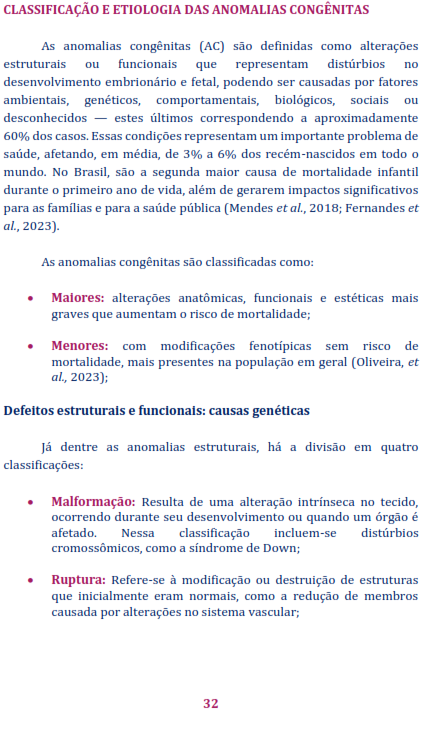 CLASSIFICAÇÃO E ETIOLOGIA DAS ANOMALIAS CONGÊNITAS
As anomalias congênitas (AC) são definidas como alterações
estruturais ou funcionais que representam distúrbios no
desenvolvimento embrionário e fetal, podendo ser causadas por fatores
ambientais, genéticos, comportamentais, biológicos, sociais ou
desconhecidos — estes últimos correspondendo a aproximadamente
60% dos casos. Essas condições representam um importante problema de
saúde, afetando, em média, de 3% a 6% dos recém-nascidos em todo o
mundo. No Brasil, são a segunda maior causa de mortalidade infantil
durante o primeiro ano de vida, além de gerarem impactos significativos
para as famílias e para a saúde pública (Mendes et al., 2018; Fernandes et
al., 2023).
As anomalias congênitas são classificadas como:
• Maiores: alterações anatômicas, funcionais e estéticas mais
graves que aumentam o risco de mortalidade;
• Menores: com modificações fenotípicas sem risco de
mortalidade, mais presentes na população em geral (Oliveira, et
al., 2023);
Defeitos estruturais e funcionais: causas genéticas
Já dentre as anomalias estruturais, há a divisão em quatro
classificações:
• Malformação: Resulta de uma alteração intrínseca no tecido,
ocorrendo durante seu desenvolvimento ou quando um órgão é
afetado. Nessa classificação incluem-se distúrbios
cromossômicos, como a síndrome de Down;
• Ruptura: Refere-se à modificação ou destruição de estruturas
que inicialmente eram normais, como a redução de membros
causada por alterações no sistema vascular;
32